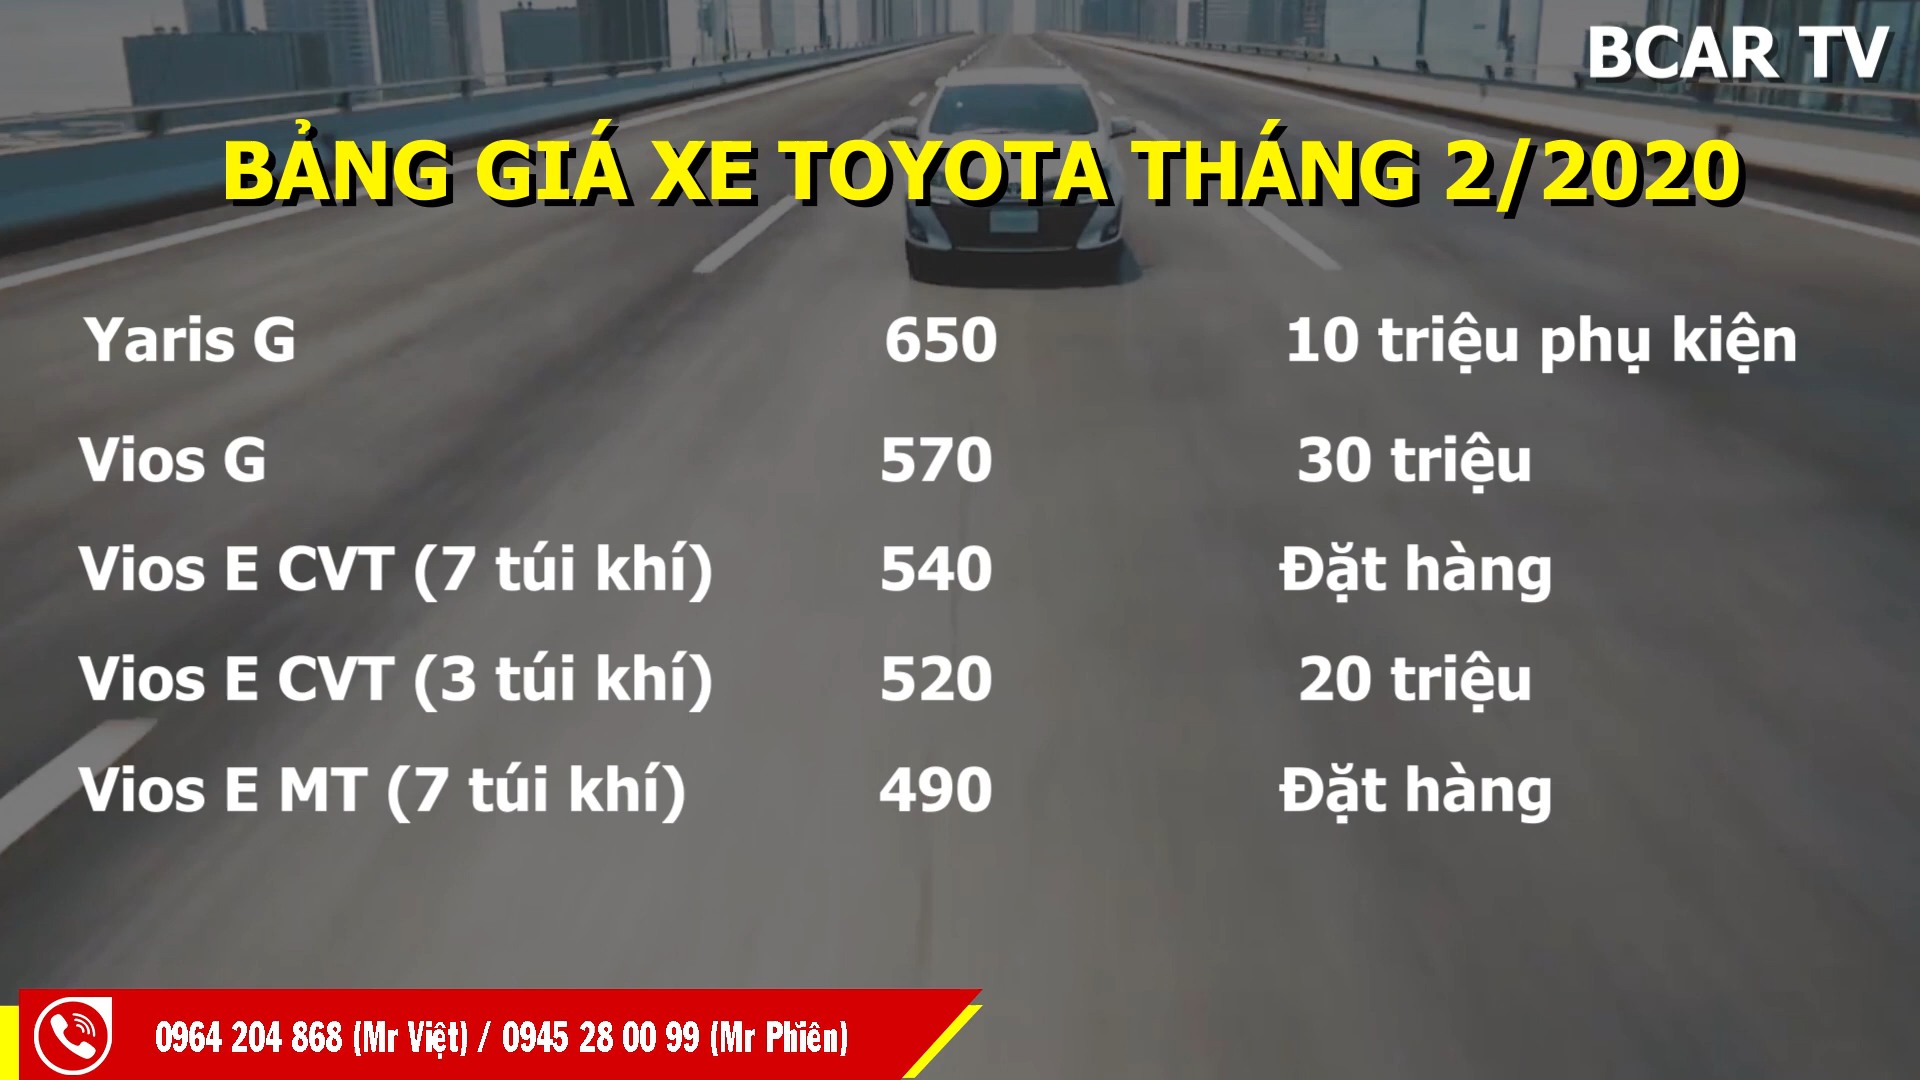 BCAR TV
BẢNG GIÁ XE TOYOTA THÁNG 2/2020
Yaris G 650 10 triệu phụ kiện
Vios G 570 30 triệu
Vios E CVT (7 túi khí) 540 Đặt hàng
Vios E CVT (3 túi khí) 520 20 triệu
Vios E MT (7 túi khí) 490 Đặt hàng
0964 204 868 (Mr Việt) / 0945 28 00 99 (Mr Phiên)